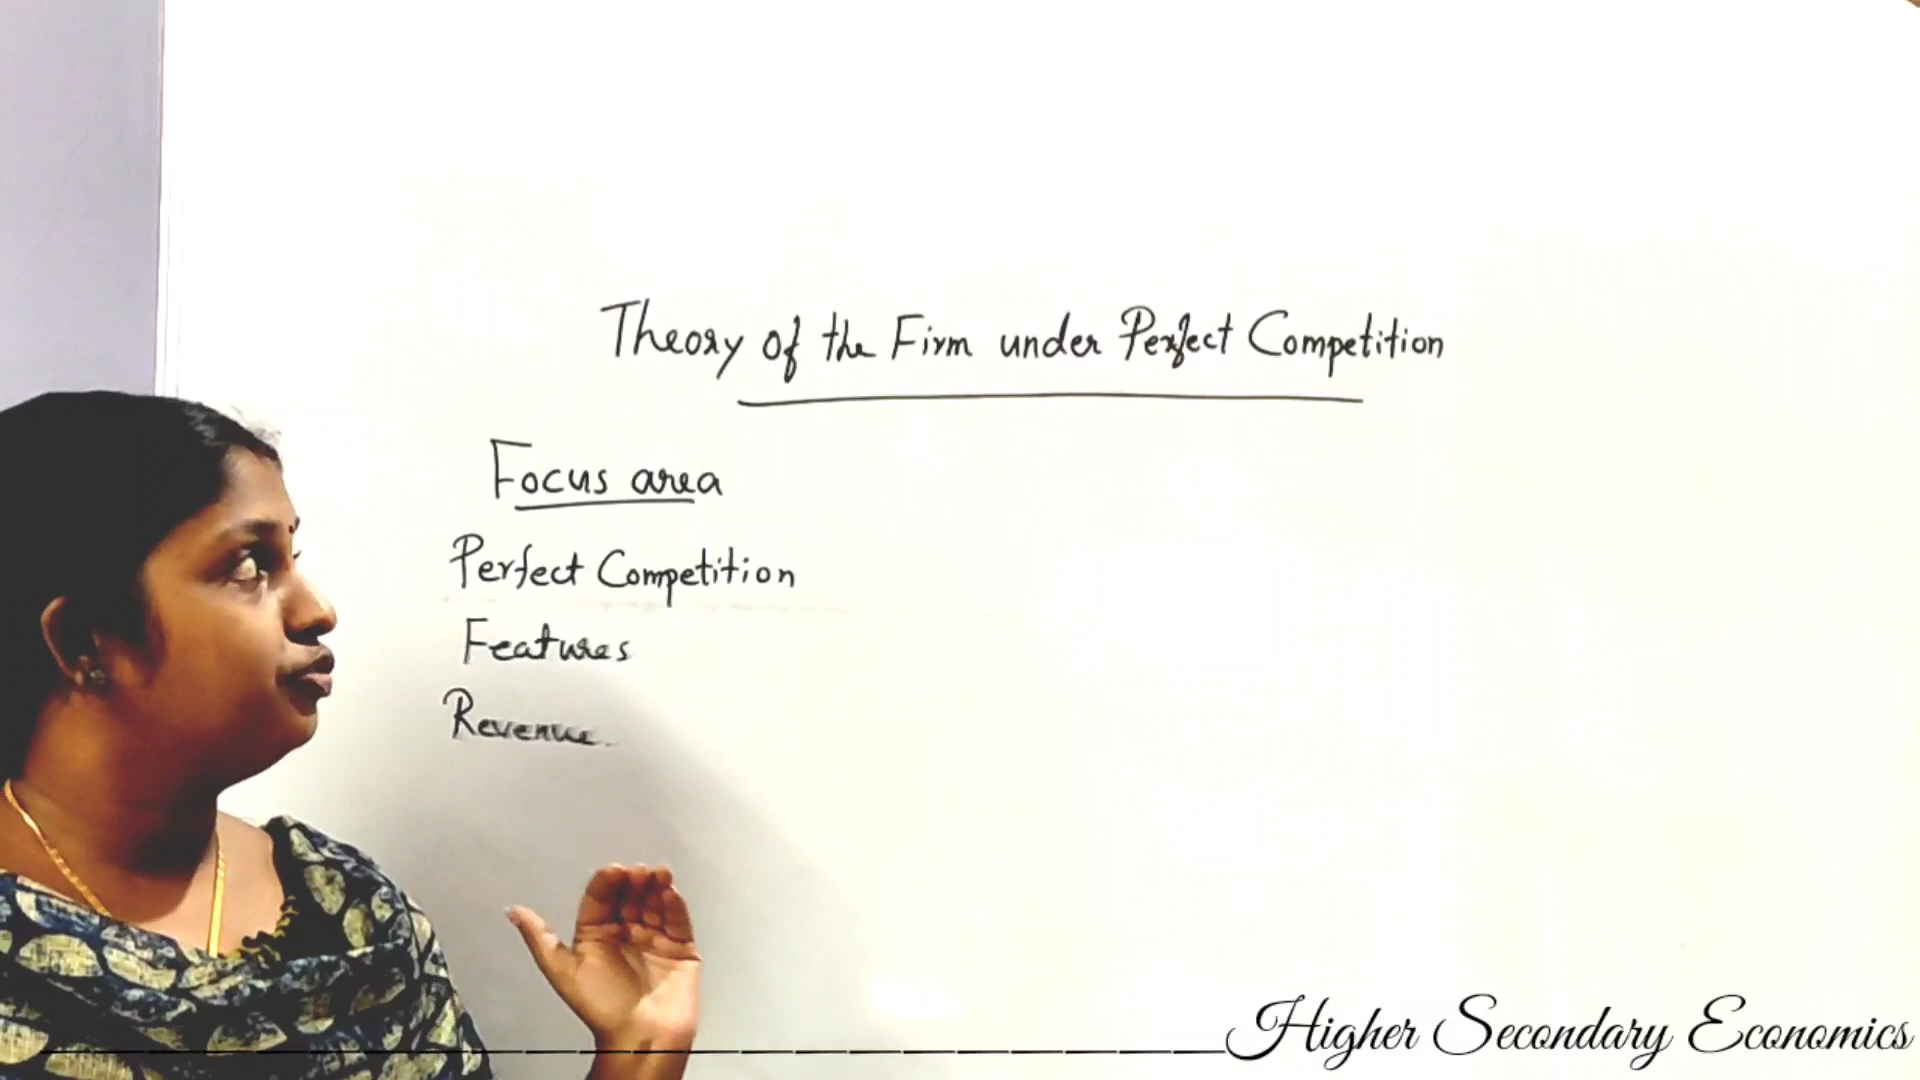 Theory of the Firm under Perfect Competition
Focus area
Perfect Competition
Features
Revenue.
Higher Secondary Economics